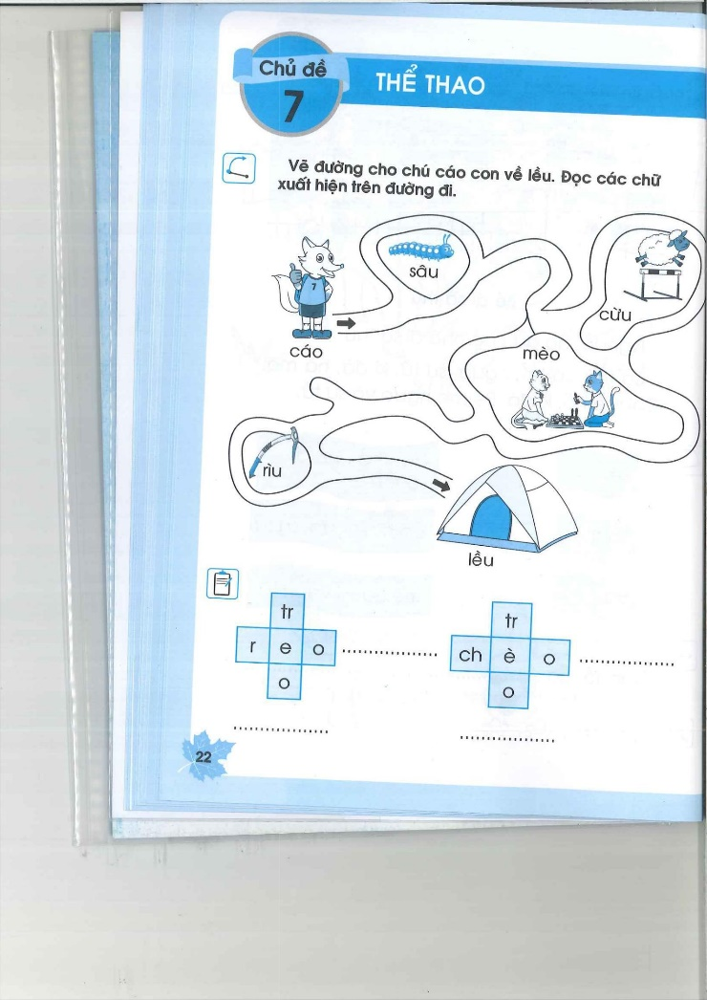 Chủ đề
7
THỂ THAO
Vẽ đường cho chú cáo con về lều. Đọc các chữ
xuất hiện trên đường đi.
7
sâu
cừu
cáo
mèo
rìu
lều
tr
r e o ..................
o
..................
tr
ch è o ..................
o
..................
22